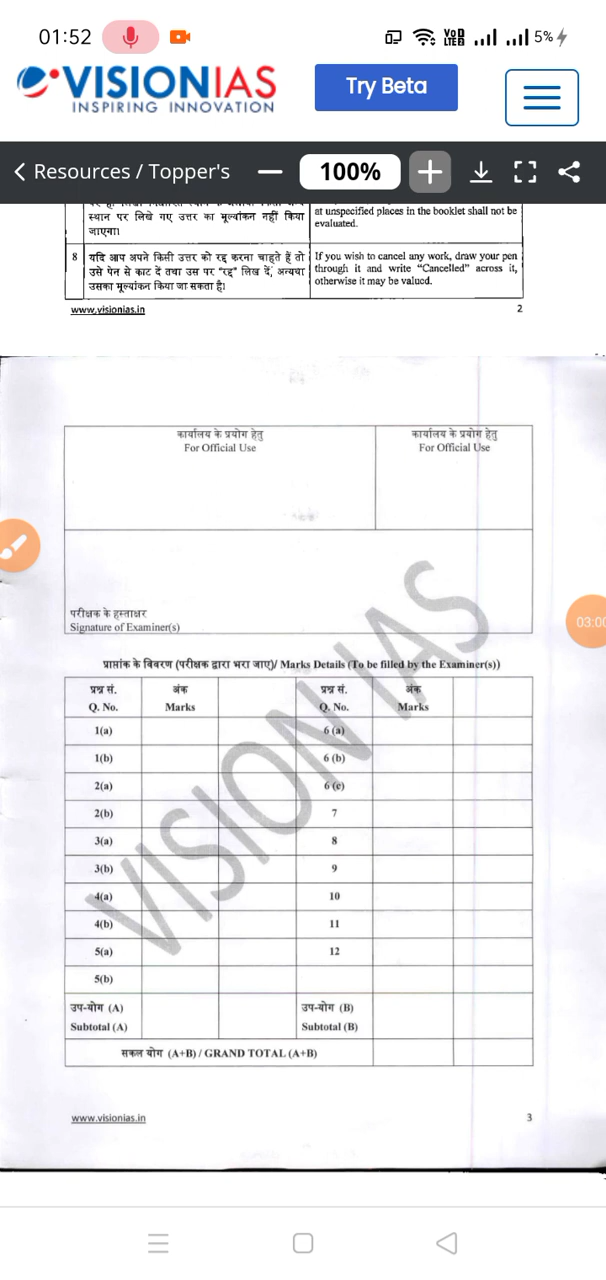 01:52
5%
VISIONIAS
INSPIRING INNOVATION
Try Beta
Resources / Topper's
100%
स्थान पर लिखे गए उत्तर का मूल्यांकन नहीं किया
जाएगा।
at unspecified places in the booklet shall not be
evaluated.
8
यदि आप अपने किसी उत्तर को रद्द करना चाहते हैं तो
उसे पेन से काट दें तथा उस पर "रद्द" लिख दें, अन्यथा
उसका मूल्यांकन किया जा सकता है।
If you wish to cancel any work, draw your pen
through it and write "Cancelled" across it,
otherwise it may be valued.
www.visionias.in
2
कार्यालय के प्रयोग हेतु
For Official Use
कार्यालय के प्रयोग हेतु
For Official Use
03:00
परीक्षक के हस्ताक्षर
Signature of Examiner(s)
VISION IAS
प्राप्तांक के विवरण (परीक्षक द्वारा भरा जाए)/ Marks Details (To be filled by the Examiner(s))
प्रश्न सं. अंक प्रश्न सं. अंक
Q. No. Marks Q. No. Marks
1(a) 6 (a)
1(b) 6 (b)
2(a) 6 (c)
2(b) 7
3(a) 8
3(b) 9
4(a) 10
4(b) 11
5(a) 12
5(b)
उप-योग (A) उप-योग (B)
Subtotal (A) Subtotal (B)
सकल योग (A+B) / GRAND TOTAL (A+B)
www.visionias.in
3